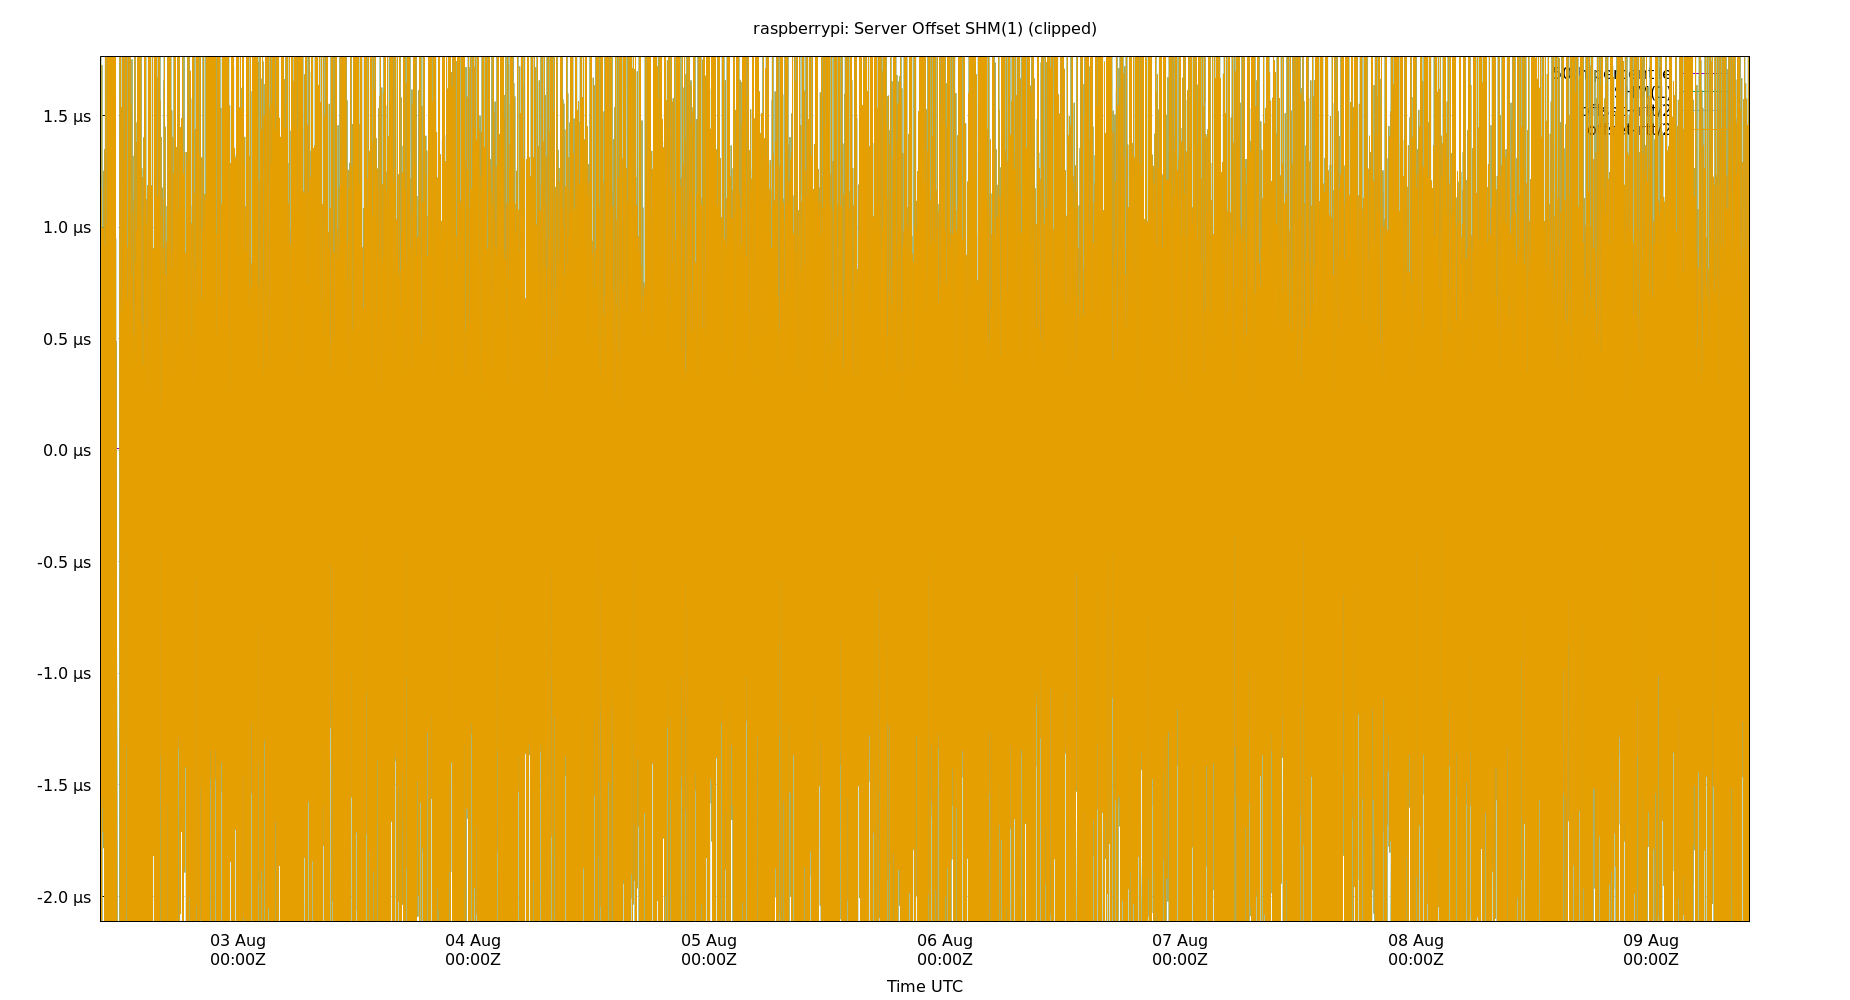 raspberrypi: Server Offset SHM(1) (clipped)
1.5 µs
1.0 µs
0.5 µs
0.0 µs
-0.5 µs
-1.0 µs
-1.5 µs
-2.0 µs
03 Aug 04 Aug 05 Aug 06 Aug 07 Aug 08 Aug 09 Aug
00:00Z 00:00Z 00:00Z 00:00Z 00:00Z 00:00Z 00:00Z
Time UTC